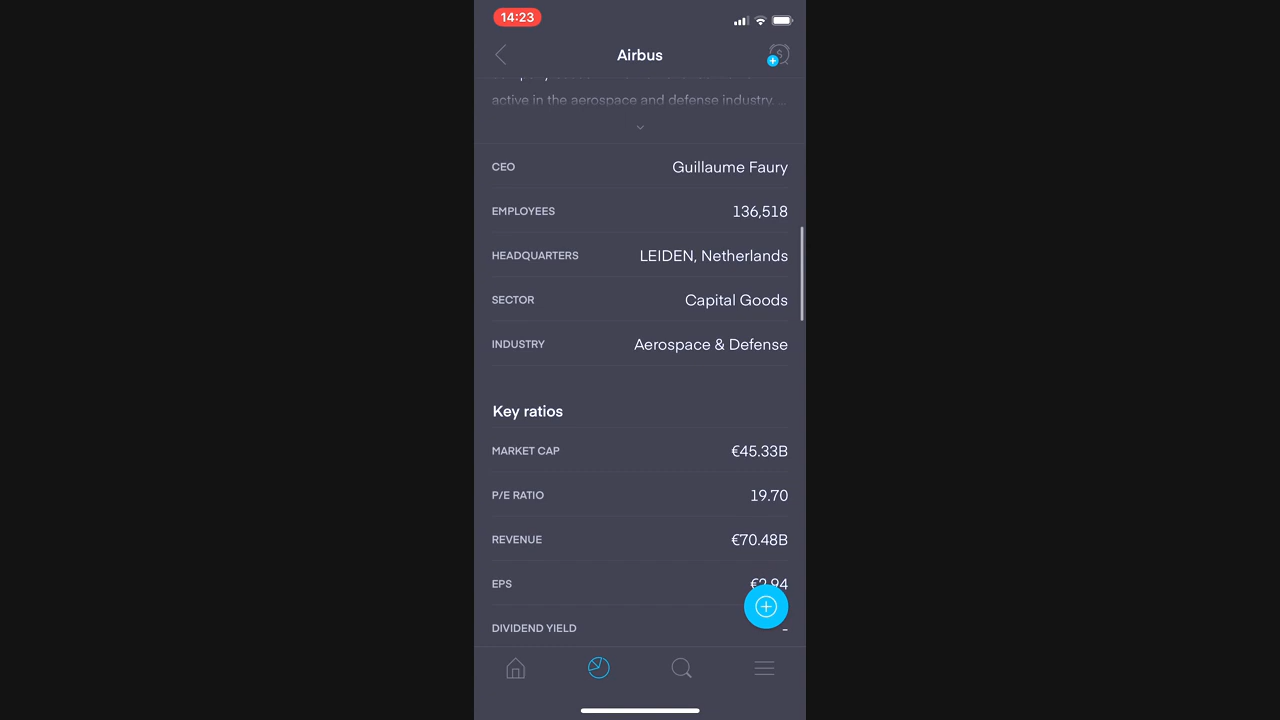 14:23
Airbus
active in the aerospace and defense industry. ...
CEO Guillaume Faury
EMPLOYEES 136,518
HEADQUARTERS LEIDEN, Netherlands
SECTOR Capital Goods
INDUSTRY Aerospace & Defense
Key ratios
MARKET CAP €45.33B
P/E RATIO 19.70
REVENUE €70.48B
EPS €2.94
DIVIDEND YIELD -